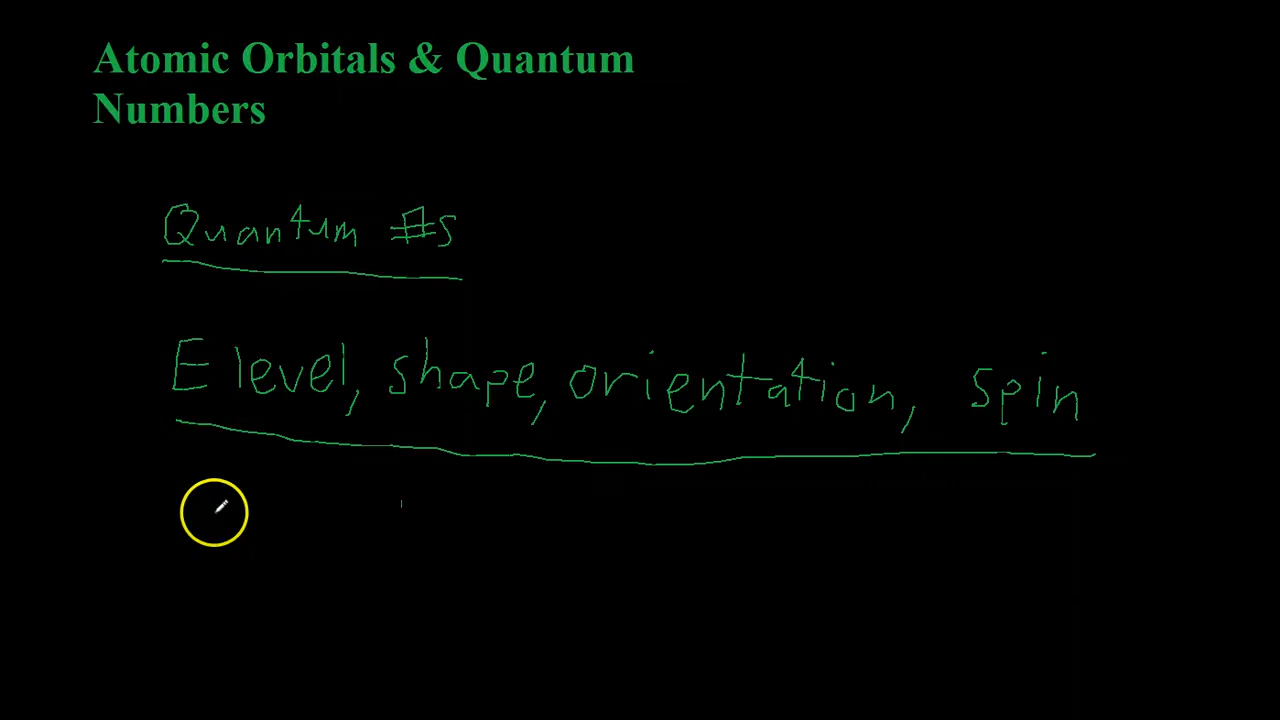 Atomic Orbitals & Quantum
Numbers
Quantum #s
E level, shape, orientation, spin